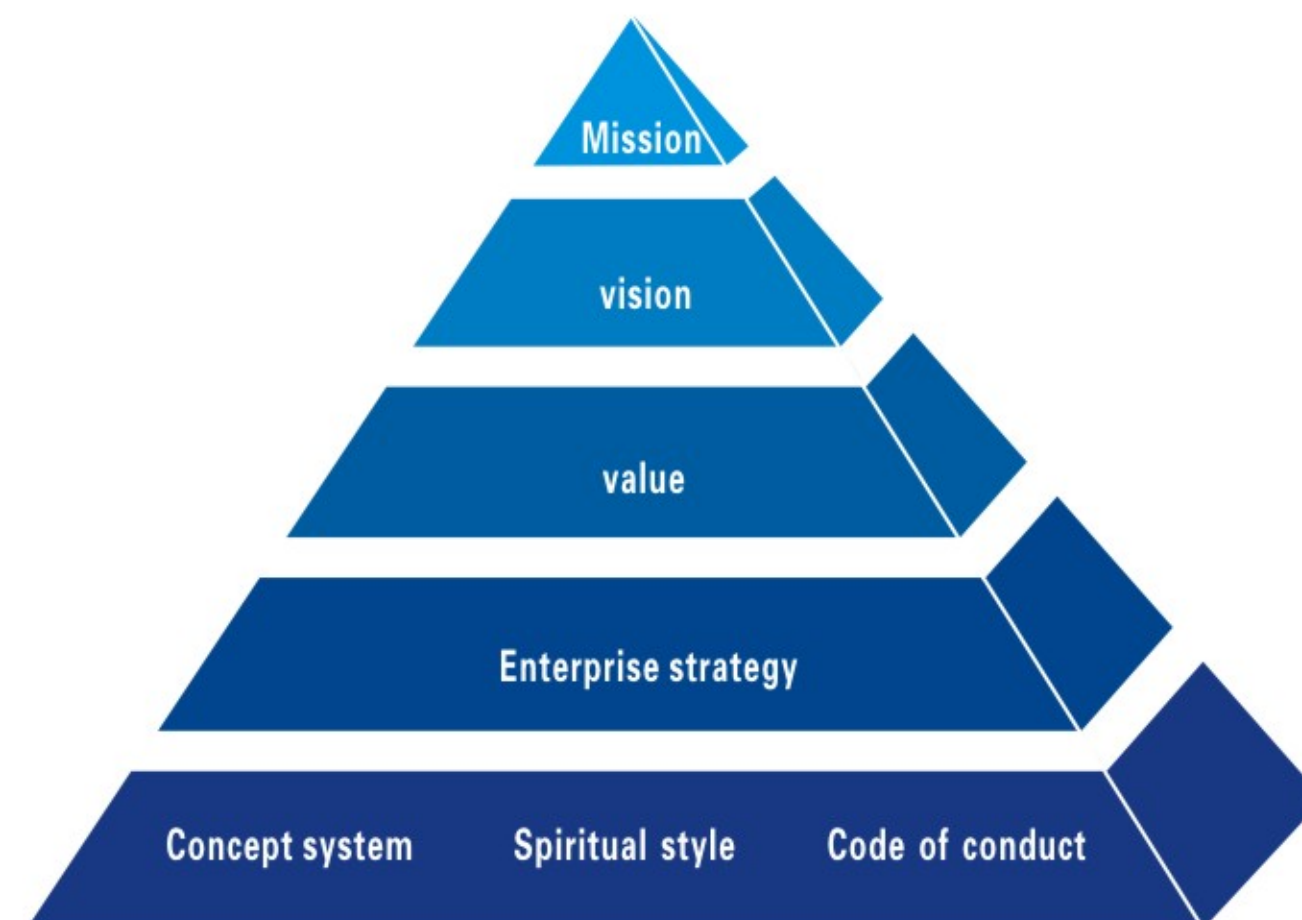 Mission
vision
value
Enterprise strategy
Concept system Spiritual style Code of conduct